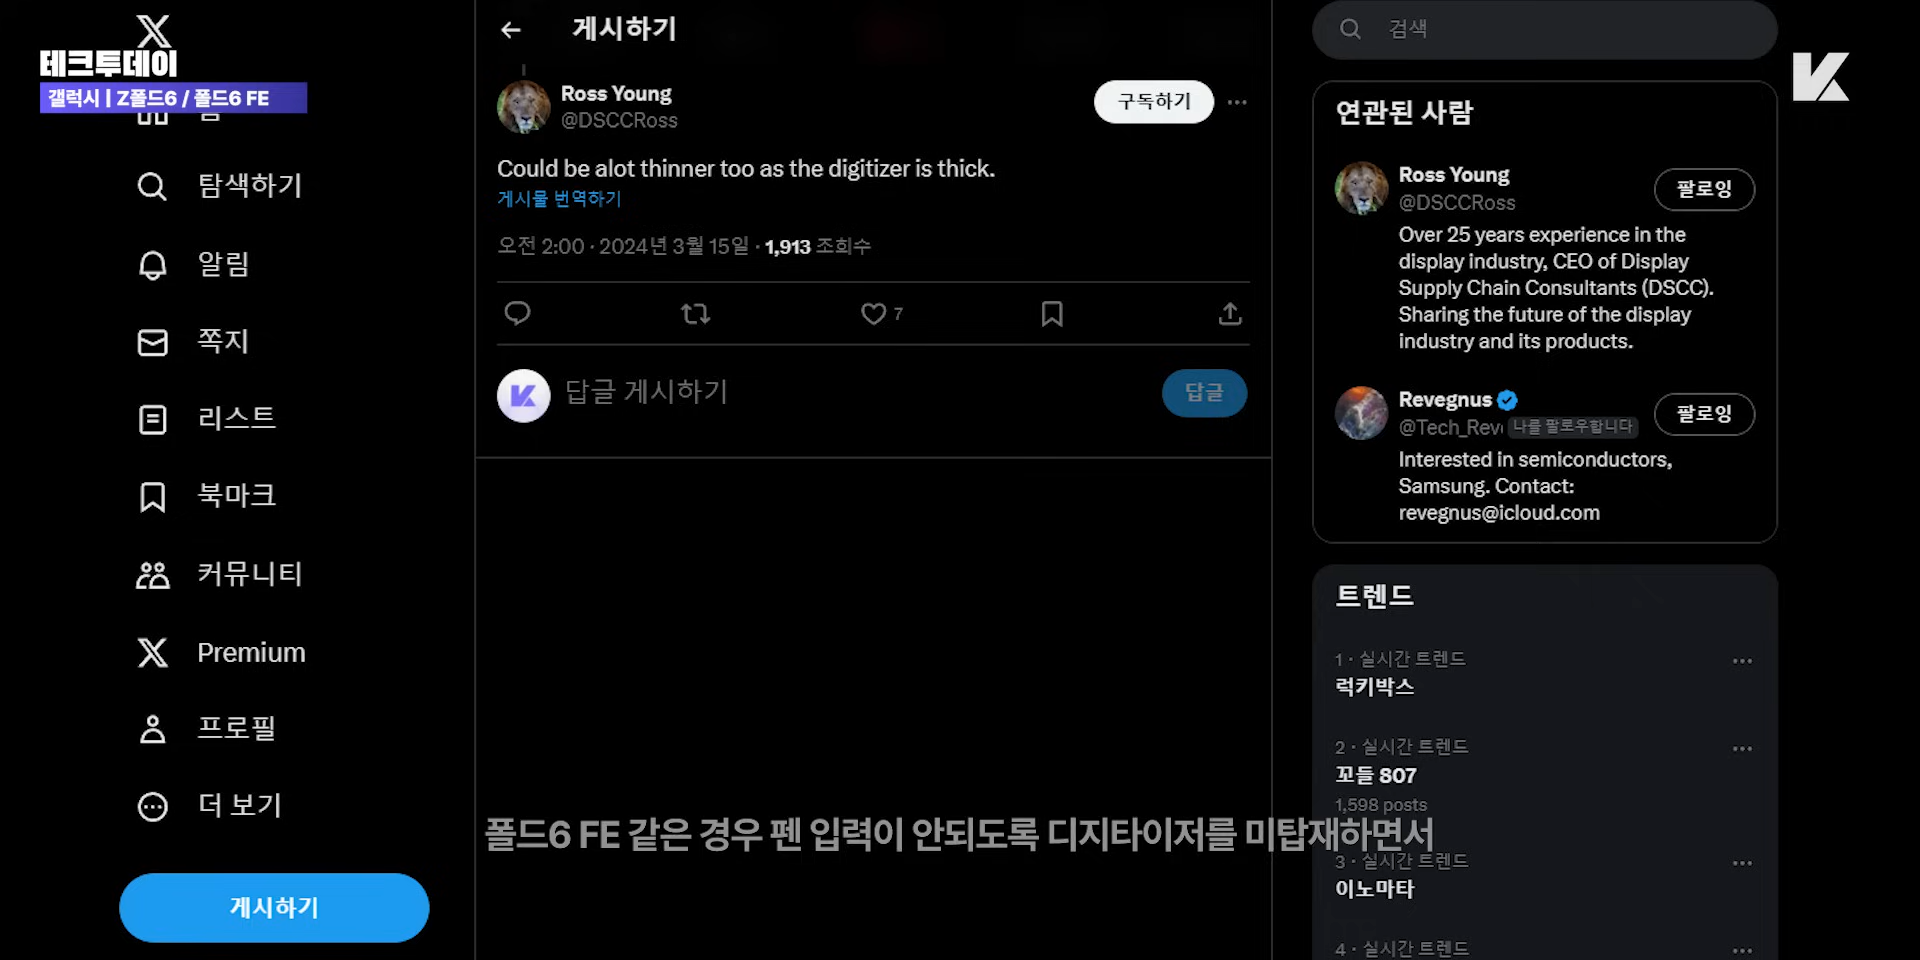 테크투데이
갤럭시 | Z폴드6 / 폴드6 FE
홈
탐색하기
알림
쪽지
리스트
북마크
커뮤니티
Premium
프로필
더 보기
게시하기
게시하기
Ross Young
@DSCCRoss
구독하기
Could be alot thinner too as the digitizer is thick.
게시물 번역하기
오전 2:00 · 2024년 3월 15일 · 1,913 조회수
7
답글 게시하기
답글
폴드6 FE 같은 경우 펜 입력이 안되도록 디지타이저를 미탑재하면서
검색
연관된 사람
Ross Young
@DSCCRoss
팔로잉
Over 25 years experience in the
display industry, CEO of Display
Supply Chain Consultants (DSCC).
Sharing the future of the display
industry and its products.
Revegnus
@Tech_Reve 나를 팔로우합니다
팔로잉
Interested in semiconductors,
Samsung. Contact:
revegnus@icloud.com
트렌드
1 · 실시간 트렌드
럭키박스
2 · 실시간 트렌드
꼬들 807
1,598 posts
3 · 실시간 트렌드
이노마타
4 · 실시간 트렌드